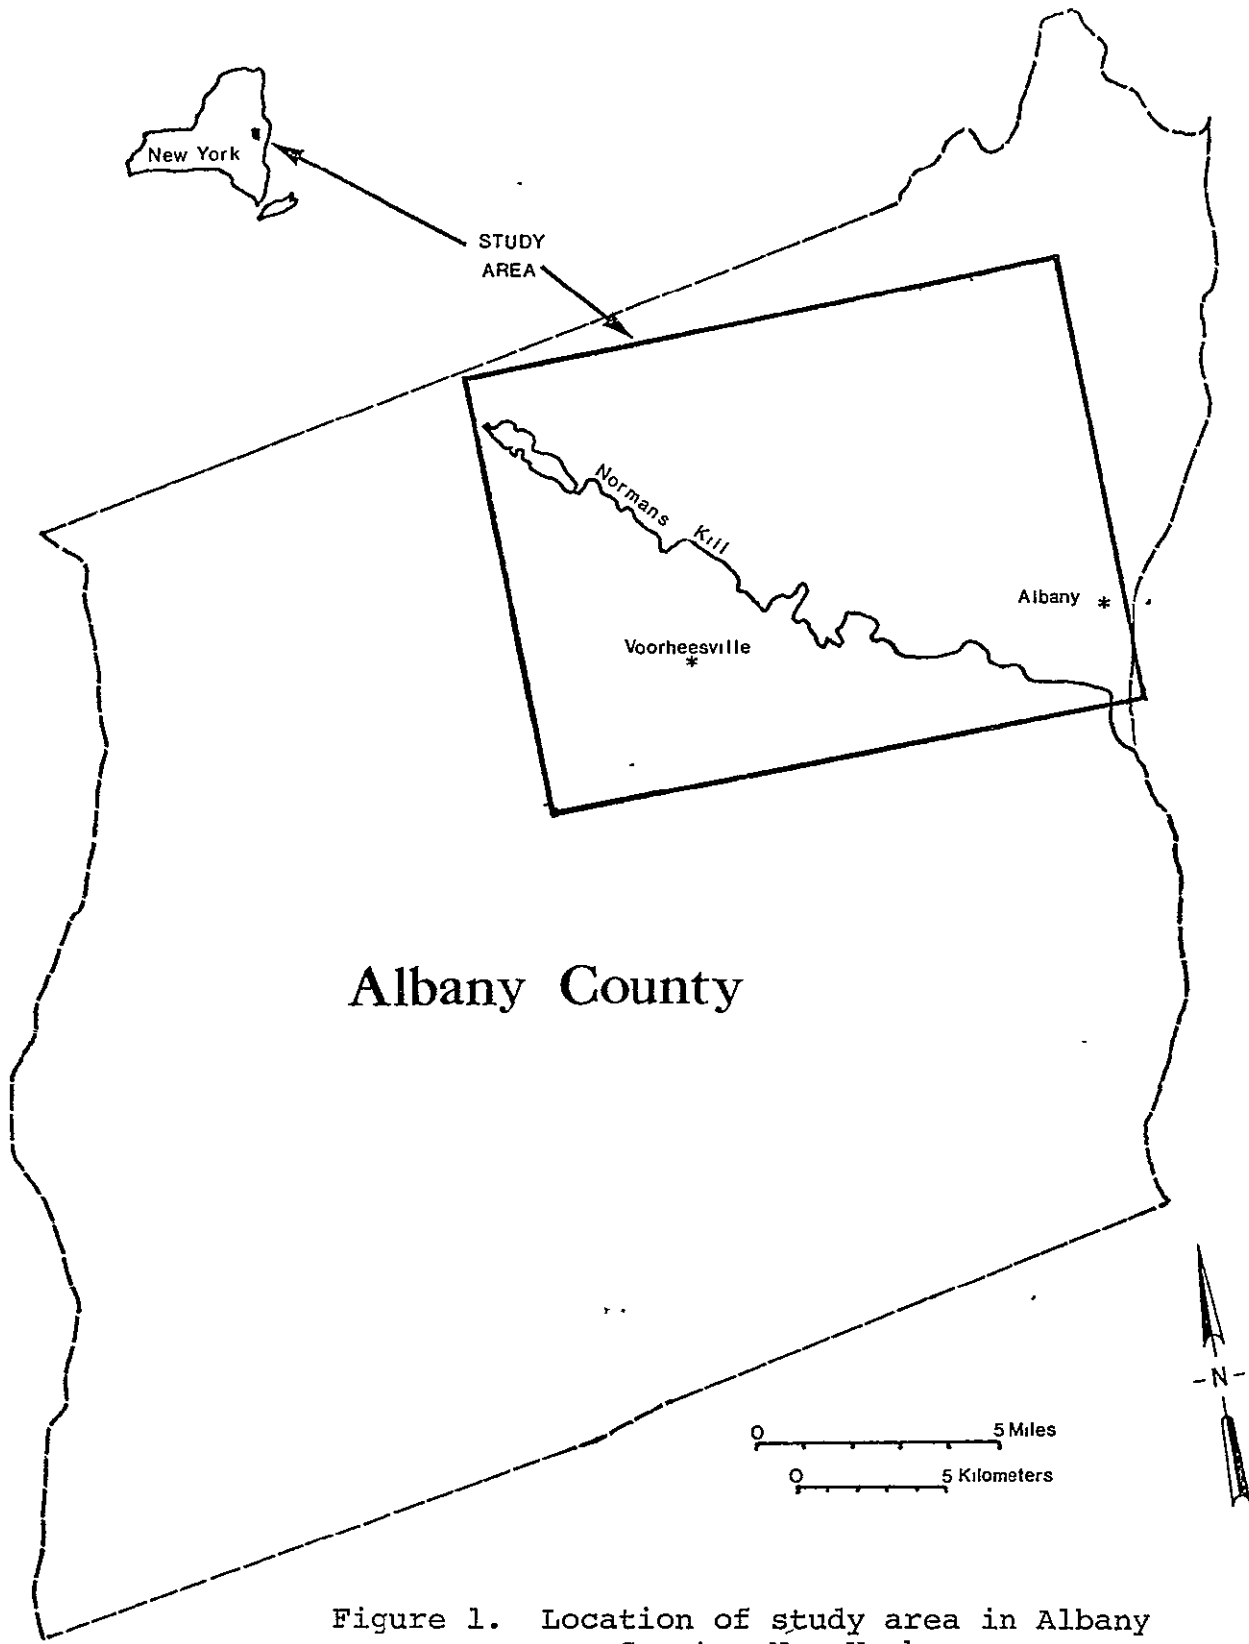 New York
STUDY
AREA
Normans Kill
Albany *
Voorheesville
*
Albany County
-N-
0 5 Miles
0 5 Kilometers
Figure 1. Location of study area in Albany